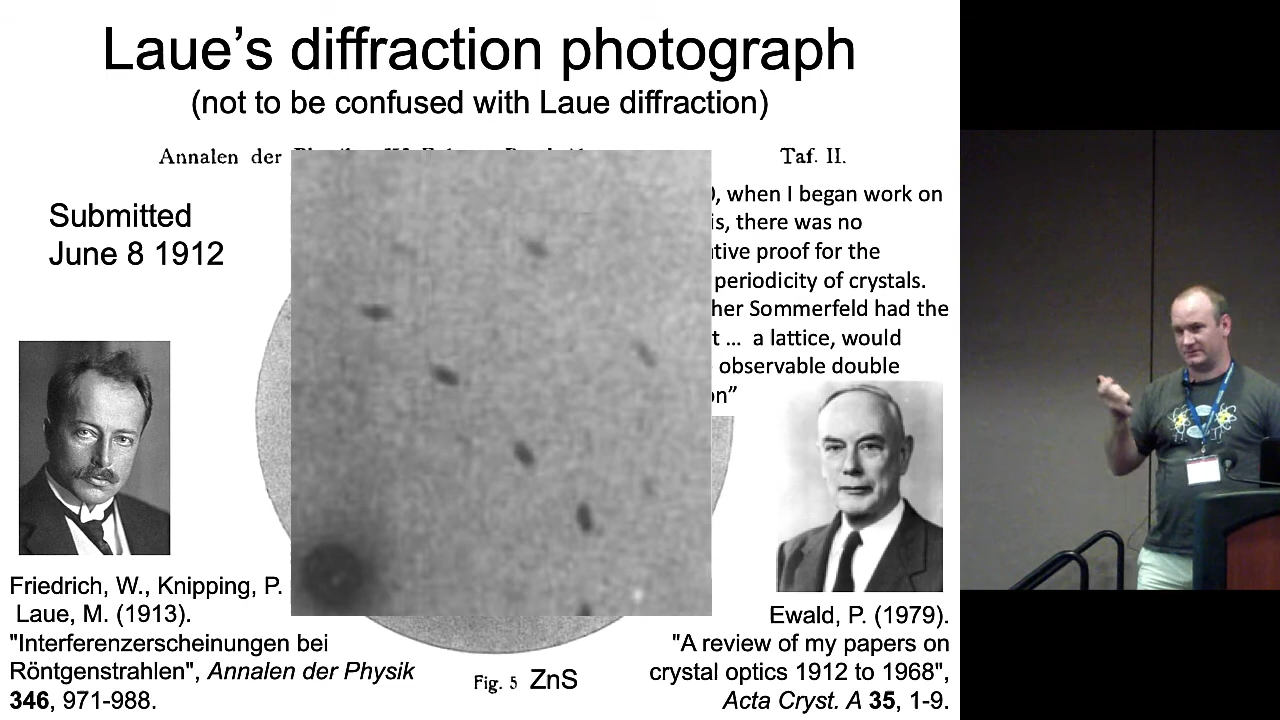 Laue’s diffraction photograph
(not to be confused with Laue diffraction)
Annalen der
Taf. II.
Submitted
June 8 1912
, when I began work on
is, there was no
tive proof for the
periodicity of crystals.
her Sommerfeld had the
t … a lattice, would
observable double
on”
Friedrich, W., Knipping, P.
Laue, M. (1913).
"Interferenzerscheinungen bei
Röntgenstrahlen", Annalen der Physik
346, 971-988.
Fig. 5 ZnS
Ewald, P. (1979).
"A review of my papers on
crystal optics 1912 to 1968",
Acta Cryst. A 35, 1-9.